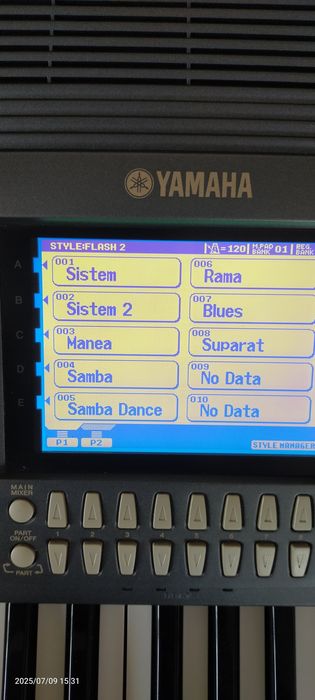 YAMAHA
STYLE:FLASH 2
=120
M.PAD BANK 01
REG. BANK
A
001 Sistem
006 Rama
B
002 Sistem 2
007 Blues
C
003 Manea
008 Suparat
D
004 Samba
009 No Data
E
005 Samba Dance
010 No Data
P1 P2
STYLE MANAGER
MAIN MIXER
PART ON/OFF
1 2 3 4 5 6 7
PART
2025/07/09 15:31